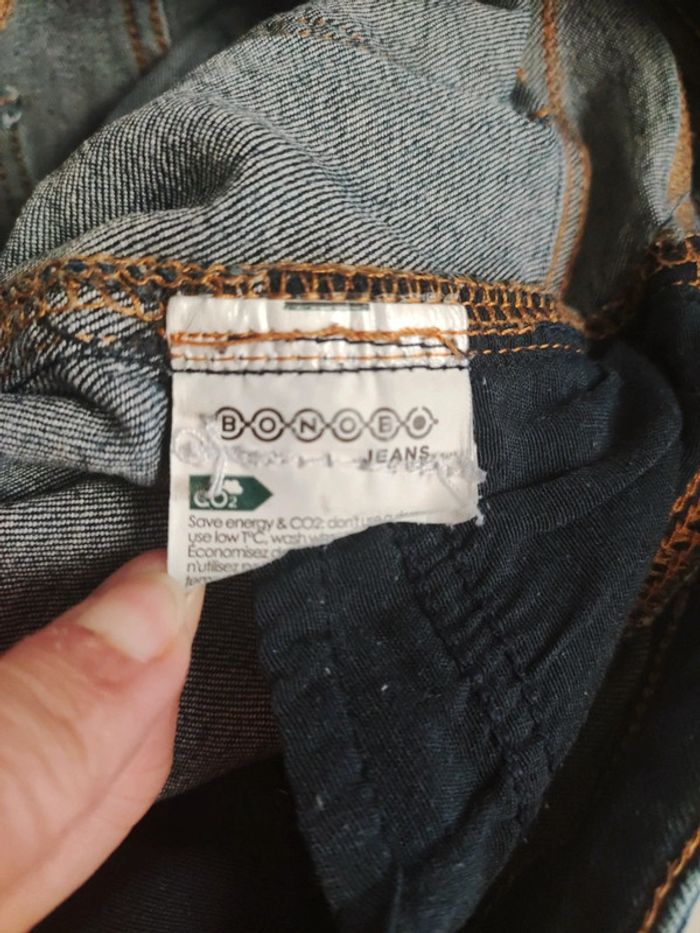 BONOBO
JEANS
CO2
Save energy & CO2: don't use a
use low T°C, wash
Économisez
n'utilisez